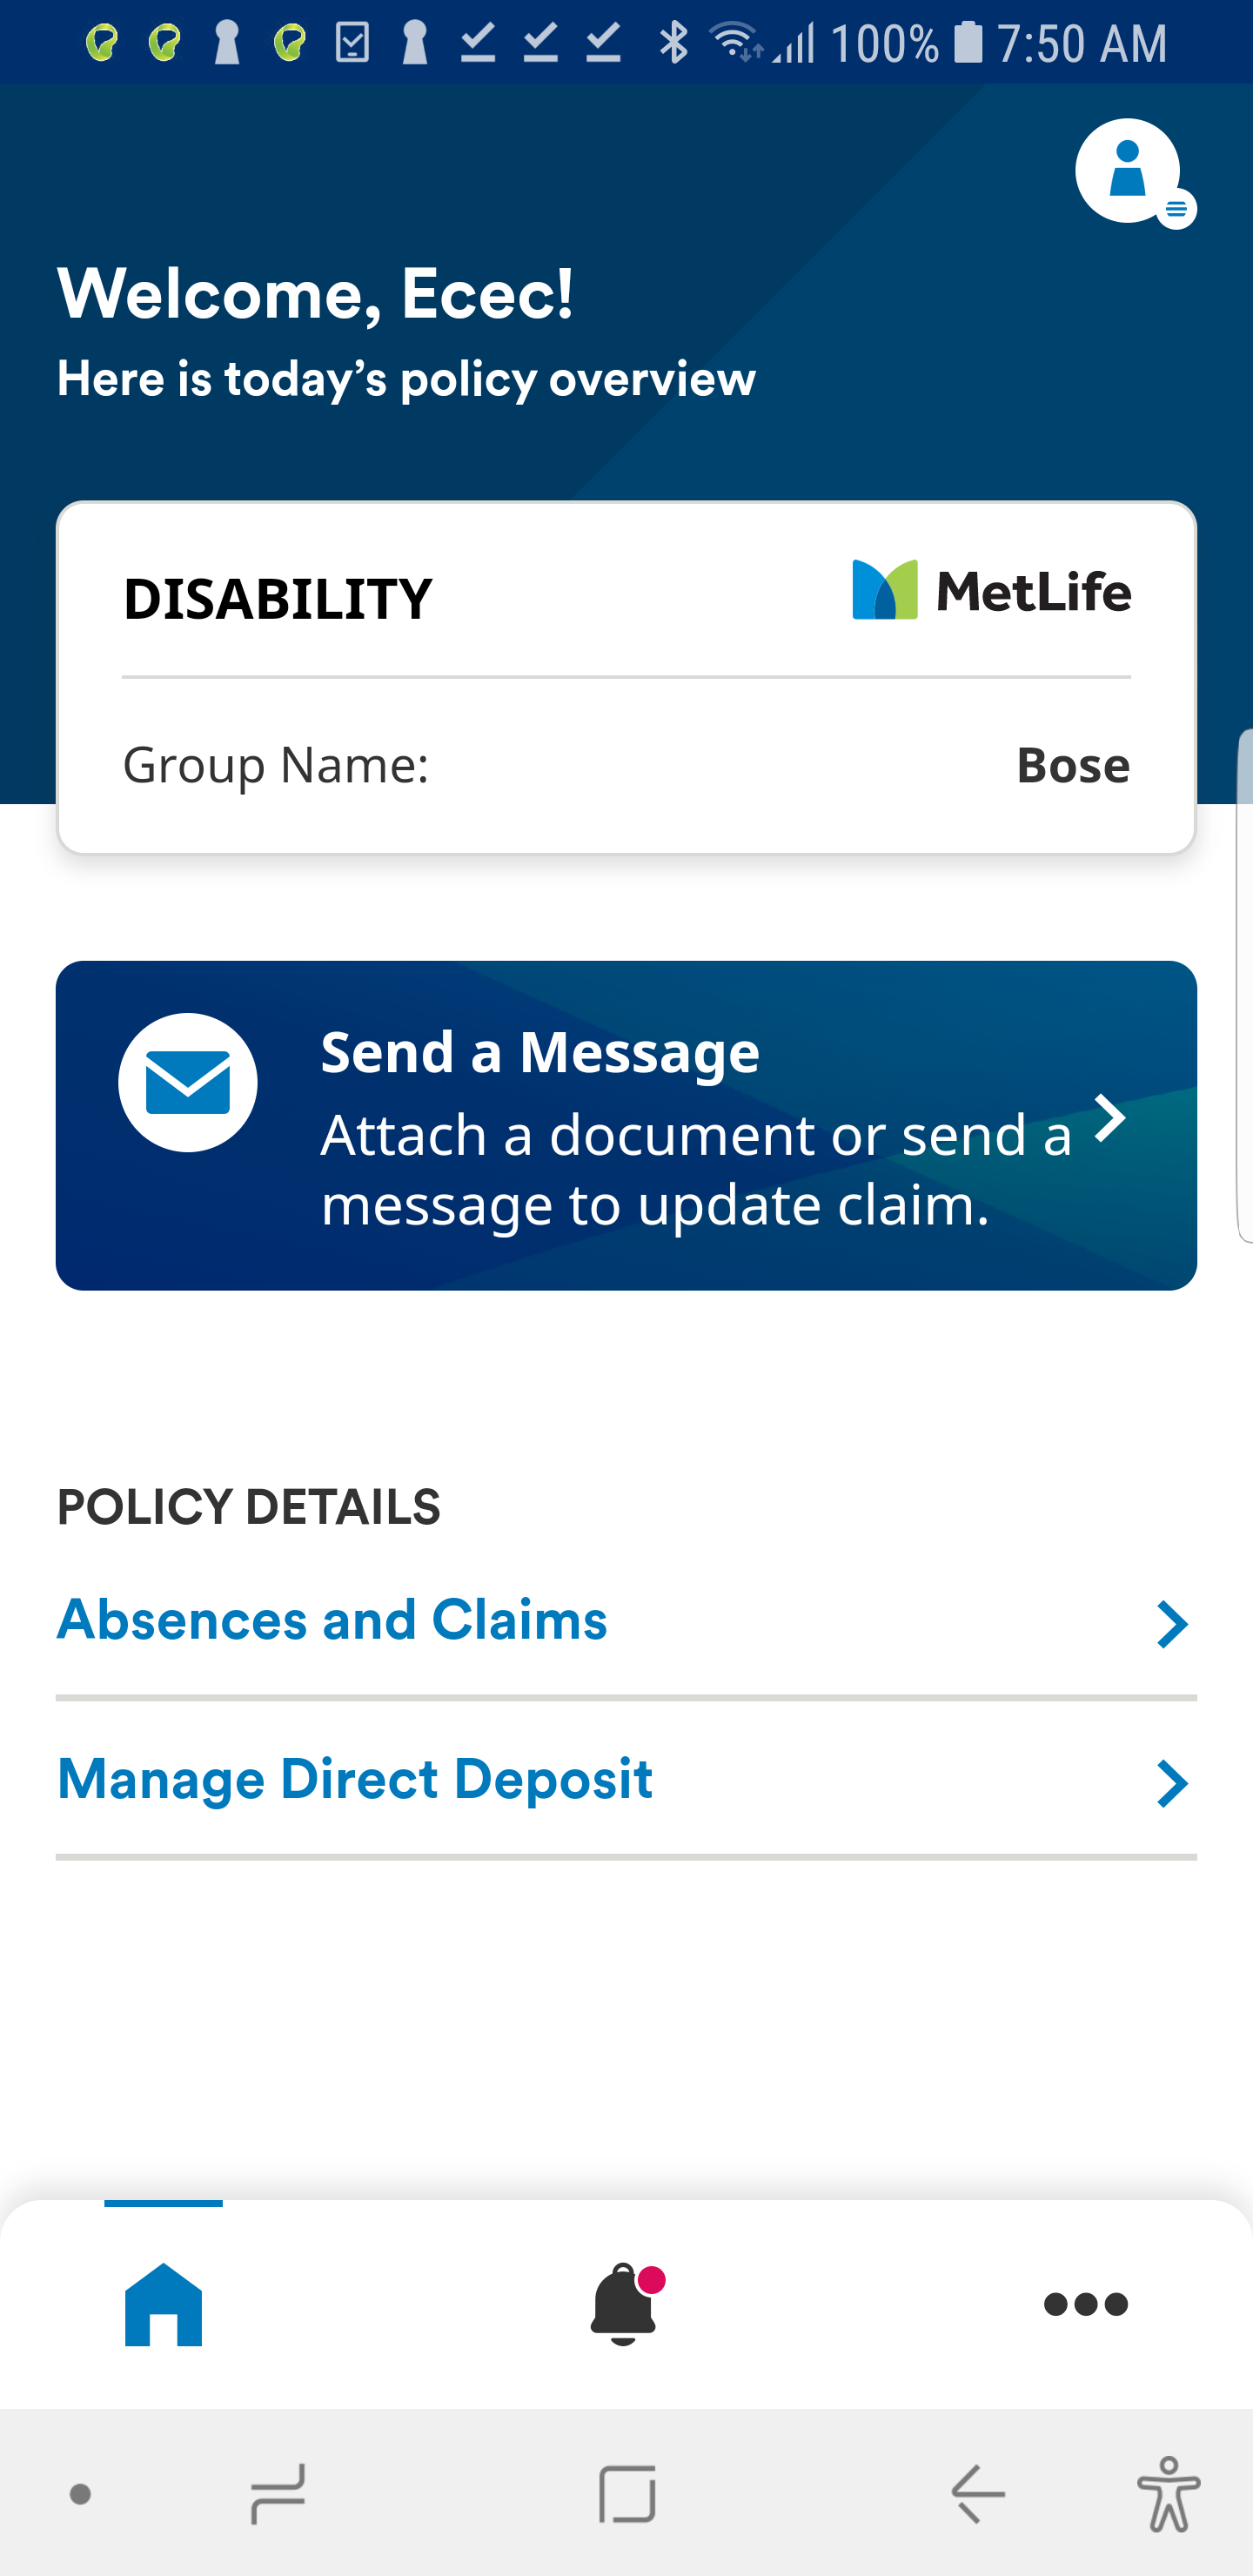 100% 7:50 AM
Welcome, Ecec!
Here is today’s policy overview
DISABILITY MetLife
Group Name: Bose
Send a Message
Attach a document or send a
message to update claim.
POLICY DETAILS
Absences and Claims
Manage Direct Deposit